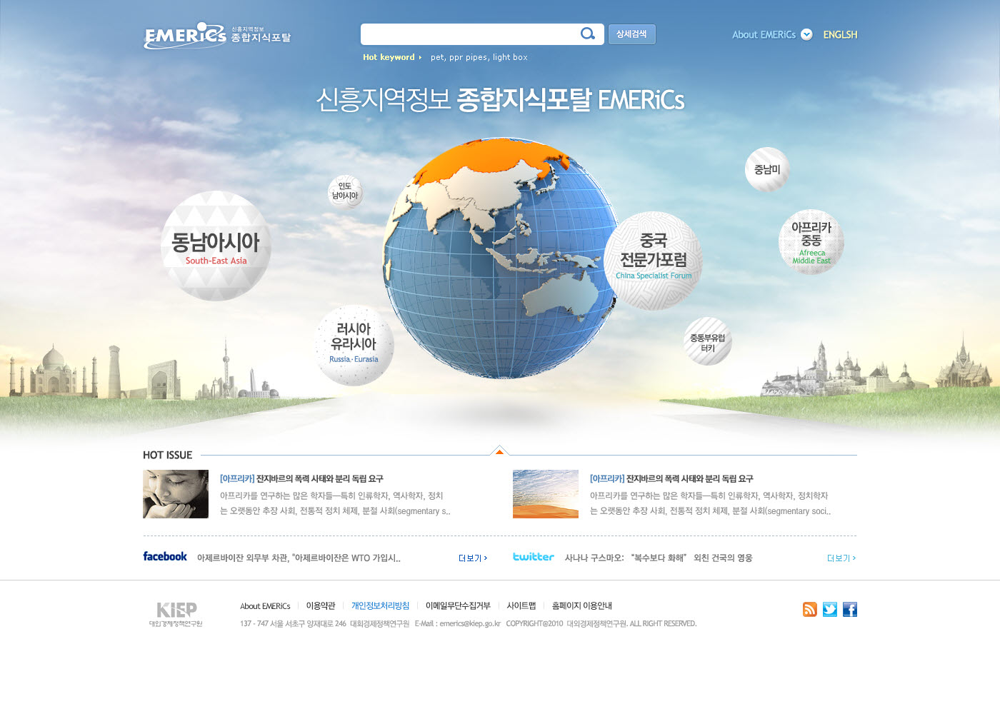 EMERiCs 신흥지역정보 종합지식포탈
상세검색
About EMERiCs
ENGLSH
Hot keyword
pet, ppr pipes, light box
신흥지역정보 종합지식포탈 EMERiCs
중남미
인도
남아시아
동남아시아
South-East Asia
중국
전문가포럼
China Specialist Forum
아프리카
중동
Afreeca
Middle East
러시아
유라시아
Russia·Eurasia
중동부유럽
터키
HOT ISSUE
[아프리카] 잔지바르의 폭력 사태와 분리 독립 요구
아프리카를 연구하는 많은 학자들—특히 인류학자, 역사학자, 정치
는 오랫동안 추장 사회, 전통적 정치 체제, 분절 사회(segmentary s..
[아프리카] 잔지바르의 폭력 사태와 분리 독립 요구
아프리카를 연구하는 많은 학자들—특히 인류학자, 역사학자, 정치학자
는 오랫동안 추장 사회, 전통적 정치 체제, 분절 사회(segmentary soci..
facebook 아제르바이잔 외무부 차관, "아제르바이잔은 WTO 가입시.. 더보기
twitter 사나나 구스마오: “복수보다 화해” 외친 건국의 영웅 더보기
KIEP
대외경제정책연구원
About EMERiCs 이용약관 개인정보처리방침 이메일무단수집거부 사이트맵 홈페이지 이용안내
137 - 747 서울 서초구 양재대로 246 대회경제정책연구원 E-Mail : emerics@kiep.go.kr COPYRIGHT@2010 대외경제정책연구원. ALL RIGHT RESERVED.